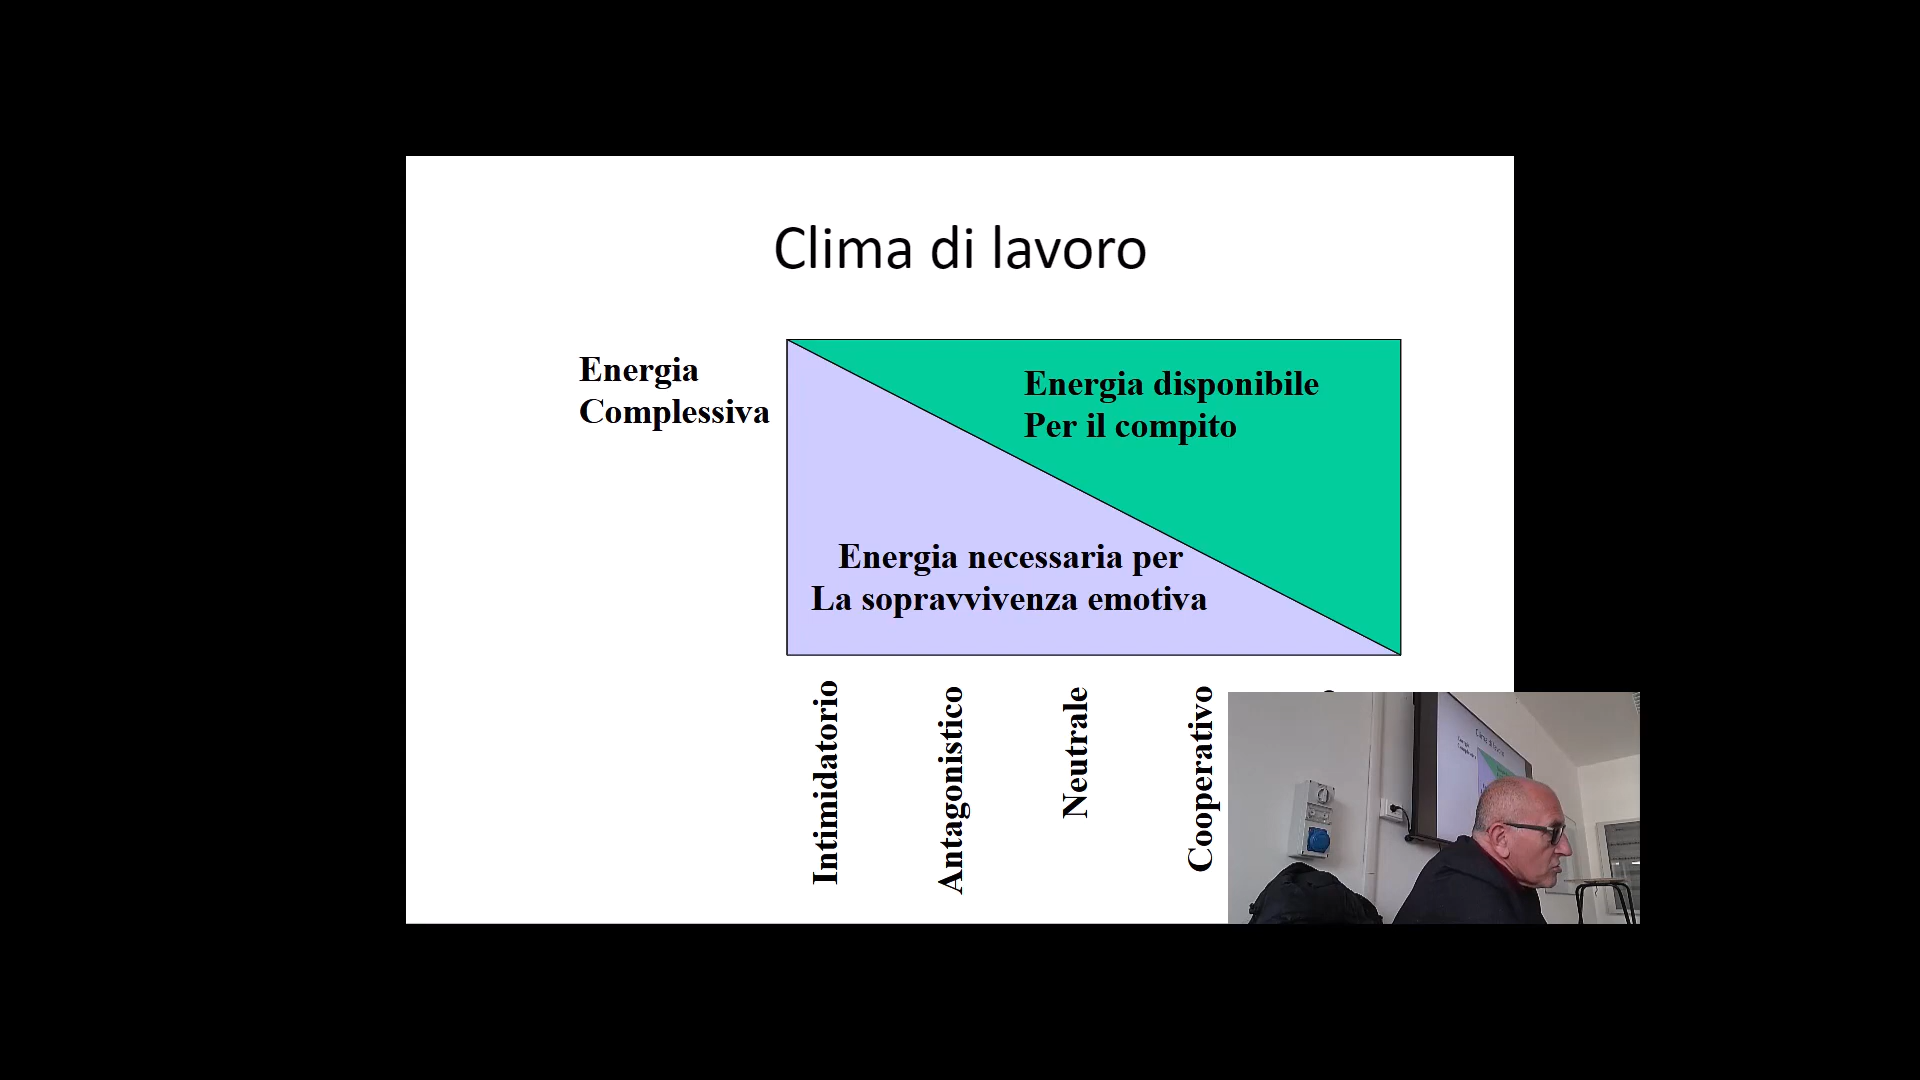 Clima di lavoro
Energia
Complessiva
Energia disponibile
Per il compito
Energia necessaria per
La sopravvivenza emotiva
Intimidatorio
Antagonistico
Neutrale
Cooperativo